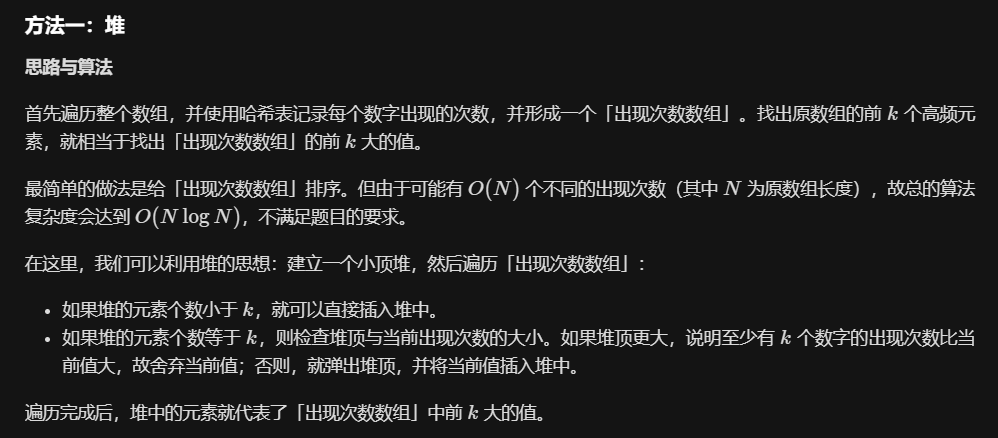 方法一：堆
思路与算法
首先遍历整个数组，并使用哈希表记录每个数字出现的次数，并形成一个「出现次数数组」。找出原数组的前 k 个高频元
素，就相当于找出「出现次数数组」的前 k 大的值。
最简单的做法是给「出现次数数组」排序。但由于可能有 O(N) 个不同的出现次数（其中 N 为原数组长度），故总的算法
复杂度会达到 O(N log N)，不满足题目的要求。
在这里，我们可以利用堆的思想：建立一个小顶堆，然后遍历「出现次数数组」：
• 如果堆的元素个数小于 k，就可以直接插入堆中。
• 如果堆的元素个数等于 k，则检查堆顶与当前出现次数的大小。如果堆顶更大，说明至少有 k 个数字的出现次数比当
前值大，故舍弃当前值；否则，就弹出堆顶，并将当前值插入堆中。
遍历完成后，堆中的元素就代表了「出现次数数组」中前 k 大的值。